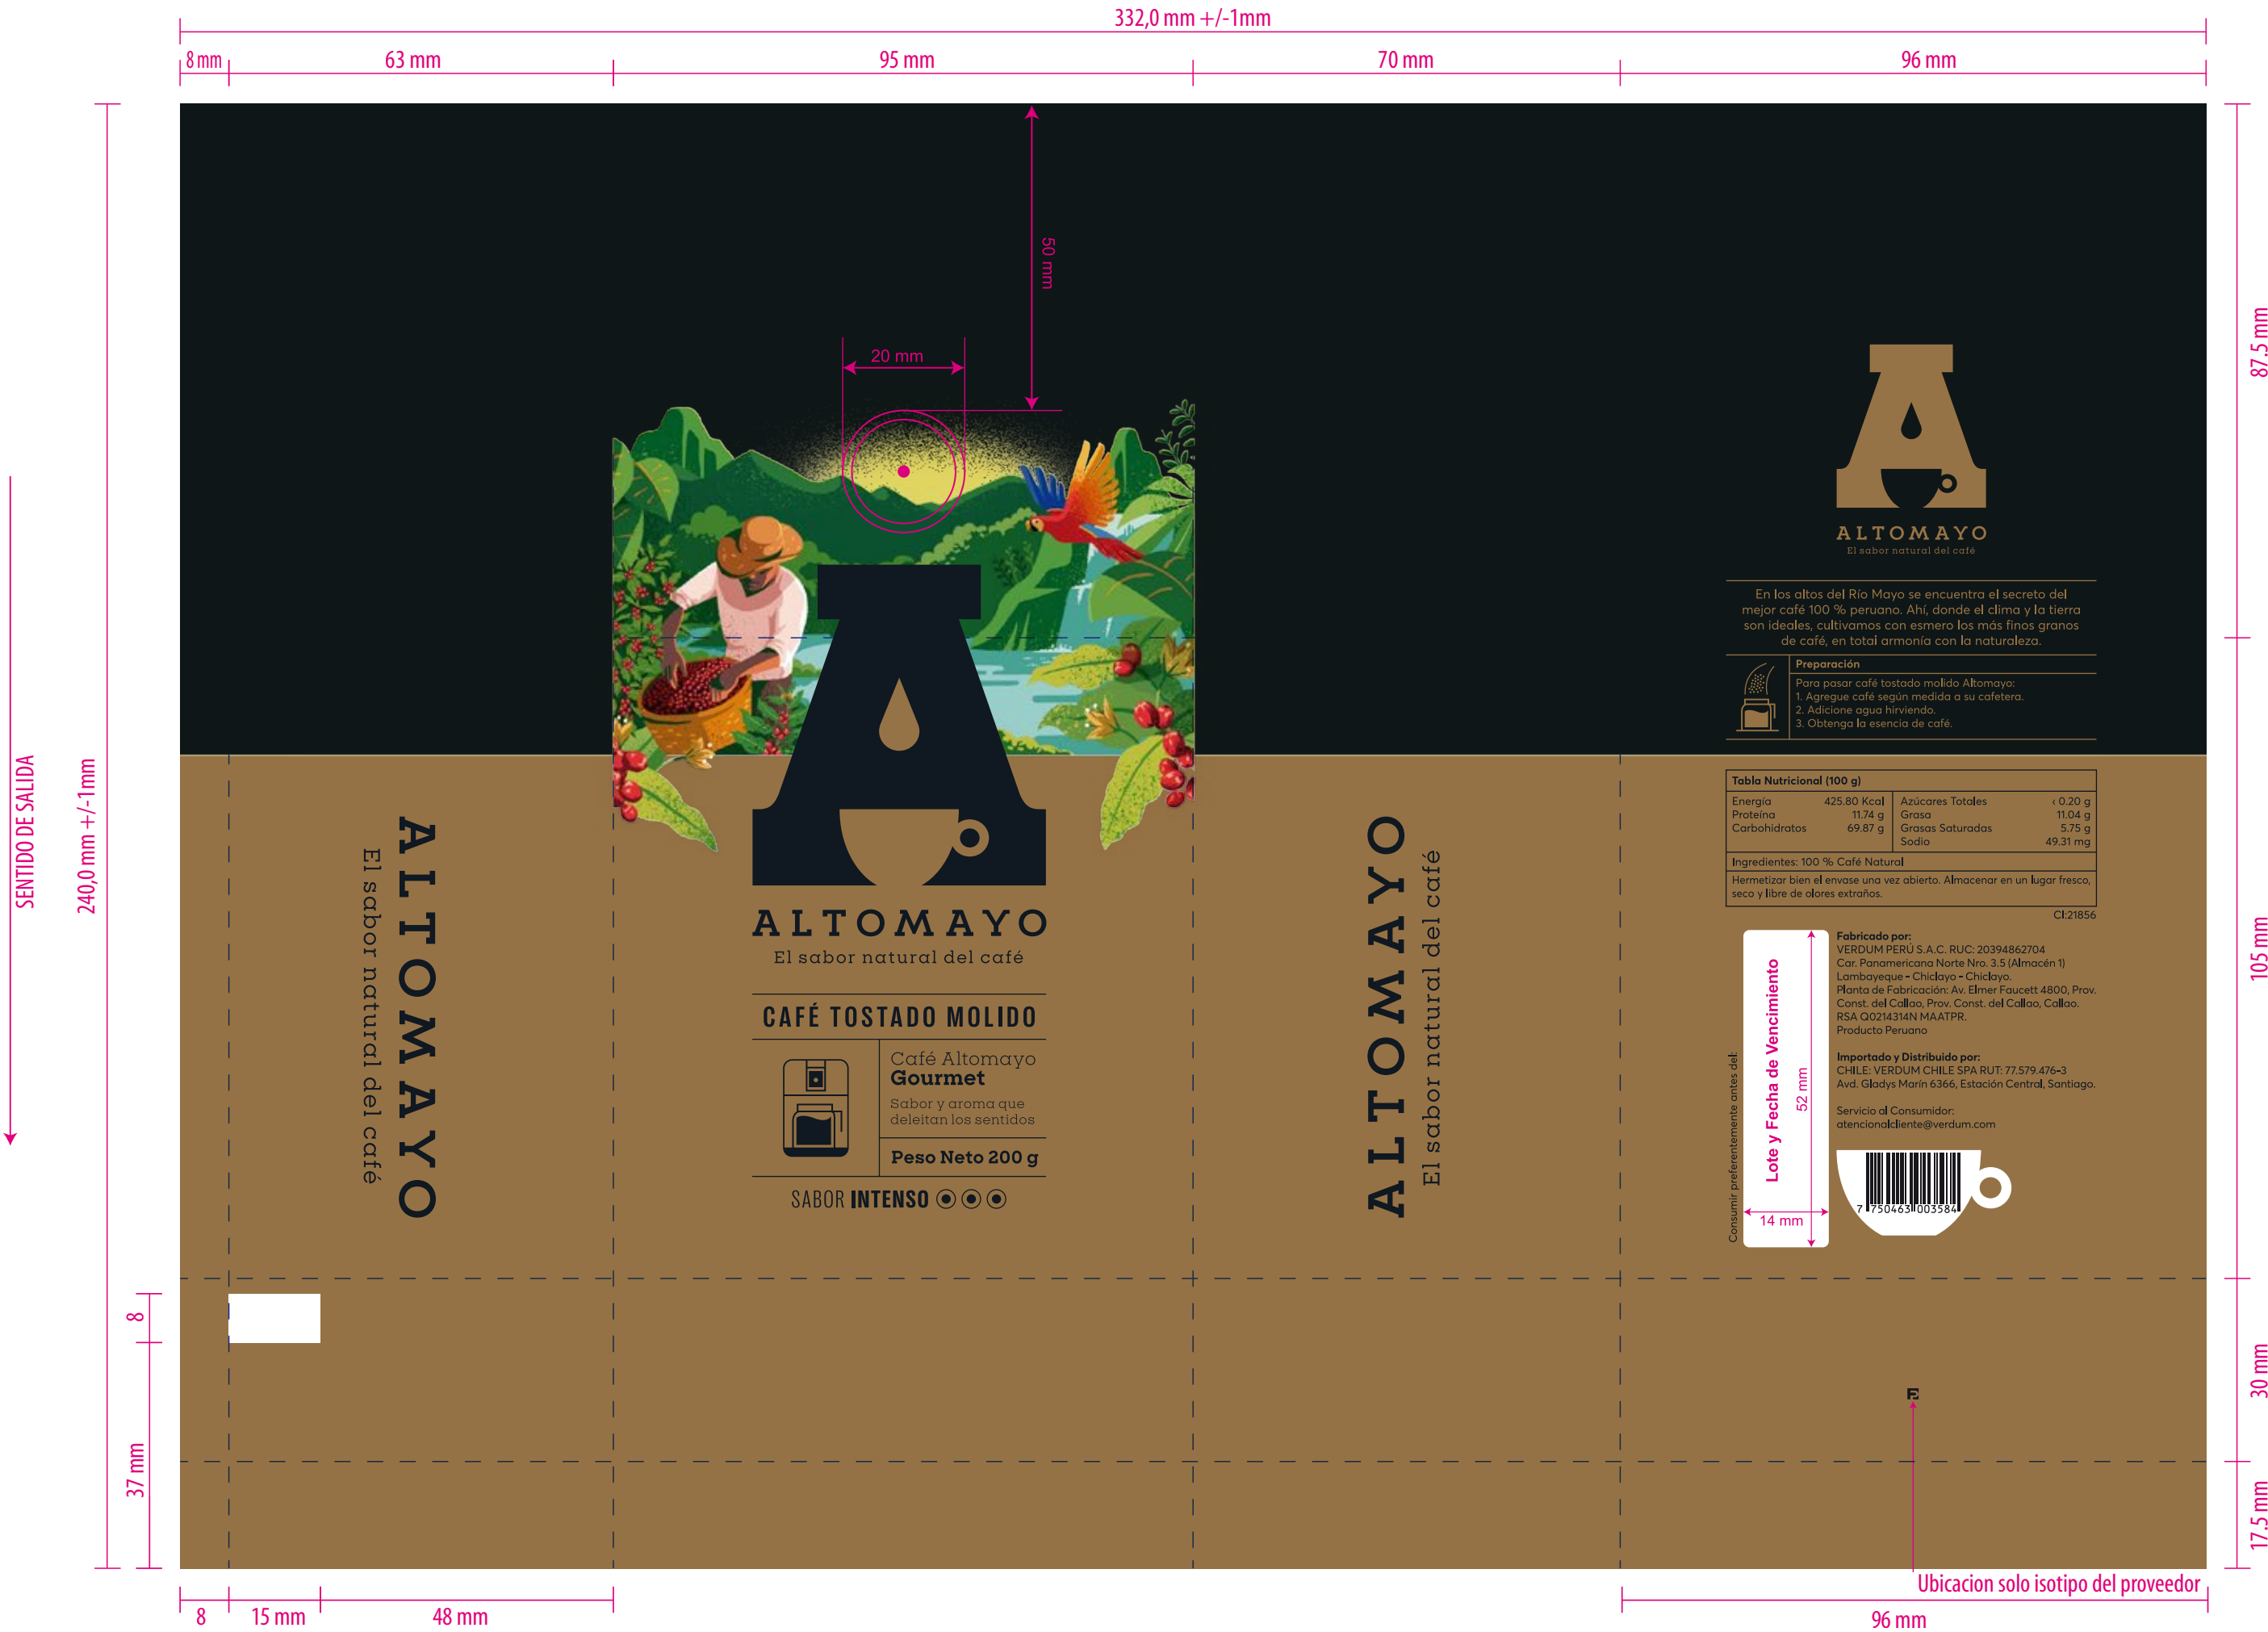 332,0 mm +/-1mm
8 mm
63 mm
95 mm
70 mm
96 mm
SENTIDO DE SALIDA
240,0 mm +/-1mm
8
37 mm
ALTOMAYO
El sabor natural del café
50 mm
20 mm
ALTOMAYO
El sabor natural del café
CAFÉ TOSTADO MOLIDO
Café Altomayo
Gourmet
Sabor y aroma que
deleitan los sentidos
Peso Neto 200 g
SABOR INTENSO
ALTOMAYO
El sabor natural del café
ALTOMAYO
El sabor natural del café
En los altos del Río Mayo se encuentra el secreto del
mejor café 100 % peruano. Ahí, donde el clima y la tierra
son ideales, cultivamos con esmero los más finos granos
de café, en total armonía con la naturaleza.
Preparación
Para pasar café tostado molido Altomayo:
1. Agregue café según medida a su cafetera.
2. Adicione agua hirviendo.
3. Obtenga la esencia de café.
Tabla Nutricional (100 g)
Energía 425.80 Kcal
Proteína 11.74 g
Carbohidratos 69.87 g
Azúcares Totales ‹ 0.20 g
Grasa 11.04 g
Grasas Saturadas 5.75 g
Sodio 49.31 mg
Ingredientes: 100 % Café Natural
Hermetizar bien el envase una vez abierto. Almacenar en un lugar fresco,
seco y libre de olores extraños.
CI:21856
Consumir preferentemente antes del:
Lote y Fecha de Vencimiento
52 mm
14 mm
Fabricado por:
VERDUM PERÚ S.A.C. RUC: 20394862704
Car. Panamericana Norte Nro. 3.5 (Almacén 1)
Lambayeque - Chiclayo - Chiclayo.
Planta de Fabricación: Av. Elmer Faucett 4800, Prov.
Const. del Callao, Prov. Const. del Callao, Callao.
RSA Q0214314N MAATPR.
Producto Peruano
Importado y Distribuido por:
CHILE: VERDUM CHILE SPA RUT: 77.579.476-3
Avd. Gladys Marín 6366, Estación Central, Santiago.
Servicio al Consumidor:
atencionalcliente@verdum.com
7 750463 003584
87.5 mm
105 mm
30 mm
17.5 mm
Ubicacion solo isotipo del proveedor
8
15 mm
48 mm
96 mm